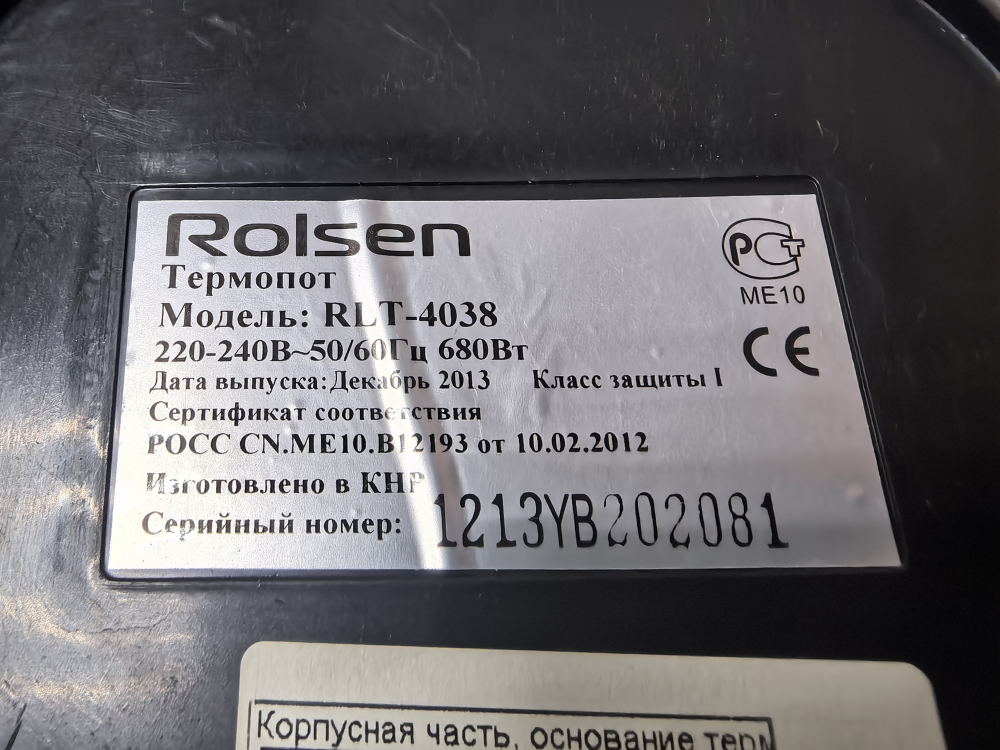 Rolsen
Термопот
Модель: RLT-4038
220-240В~50/60Гц 680Вт
Дата выпуска: Декабрь 2013 Класс защиты I
Сертификат соответствия
РОСС CN.ME10.B12193 от 10.02.2012
Изготовлено в КНР
Серийный номер: 1213YB202081
РСТ
ME10
CE
Корпусная часть, основание